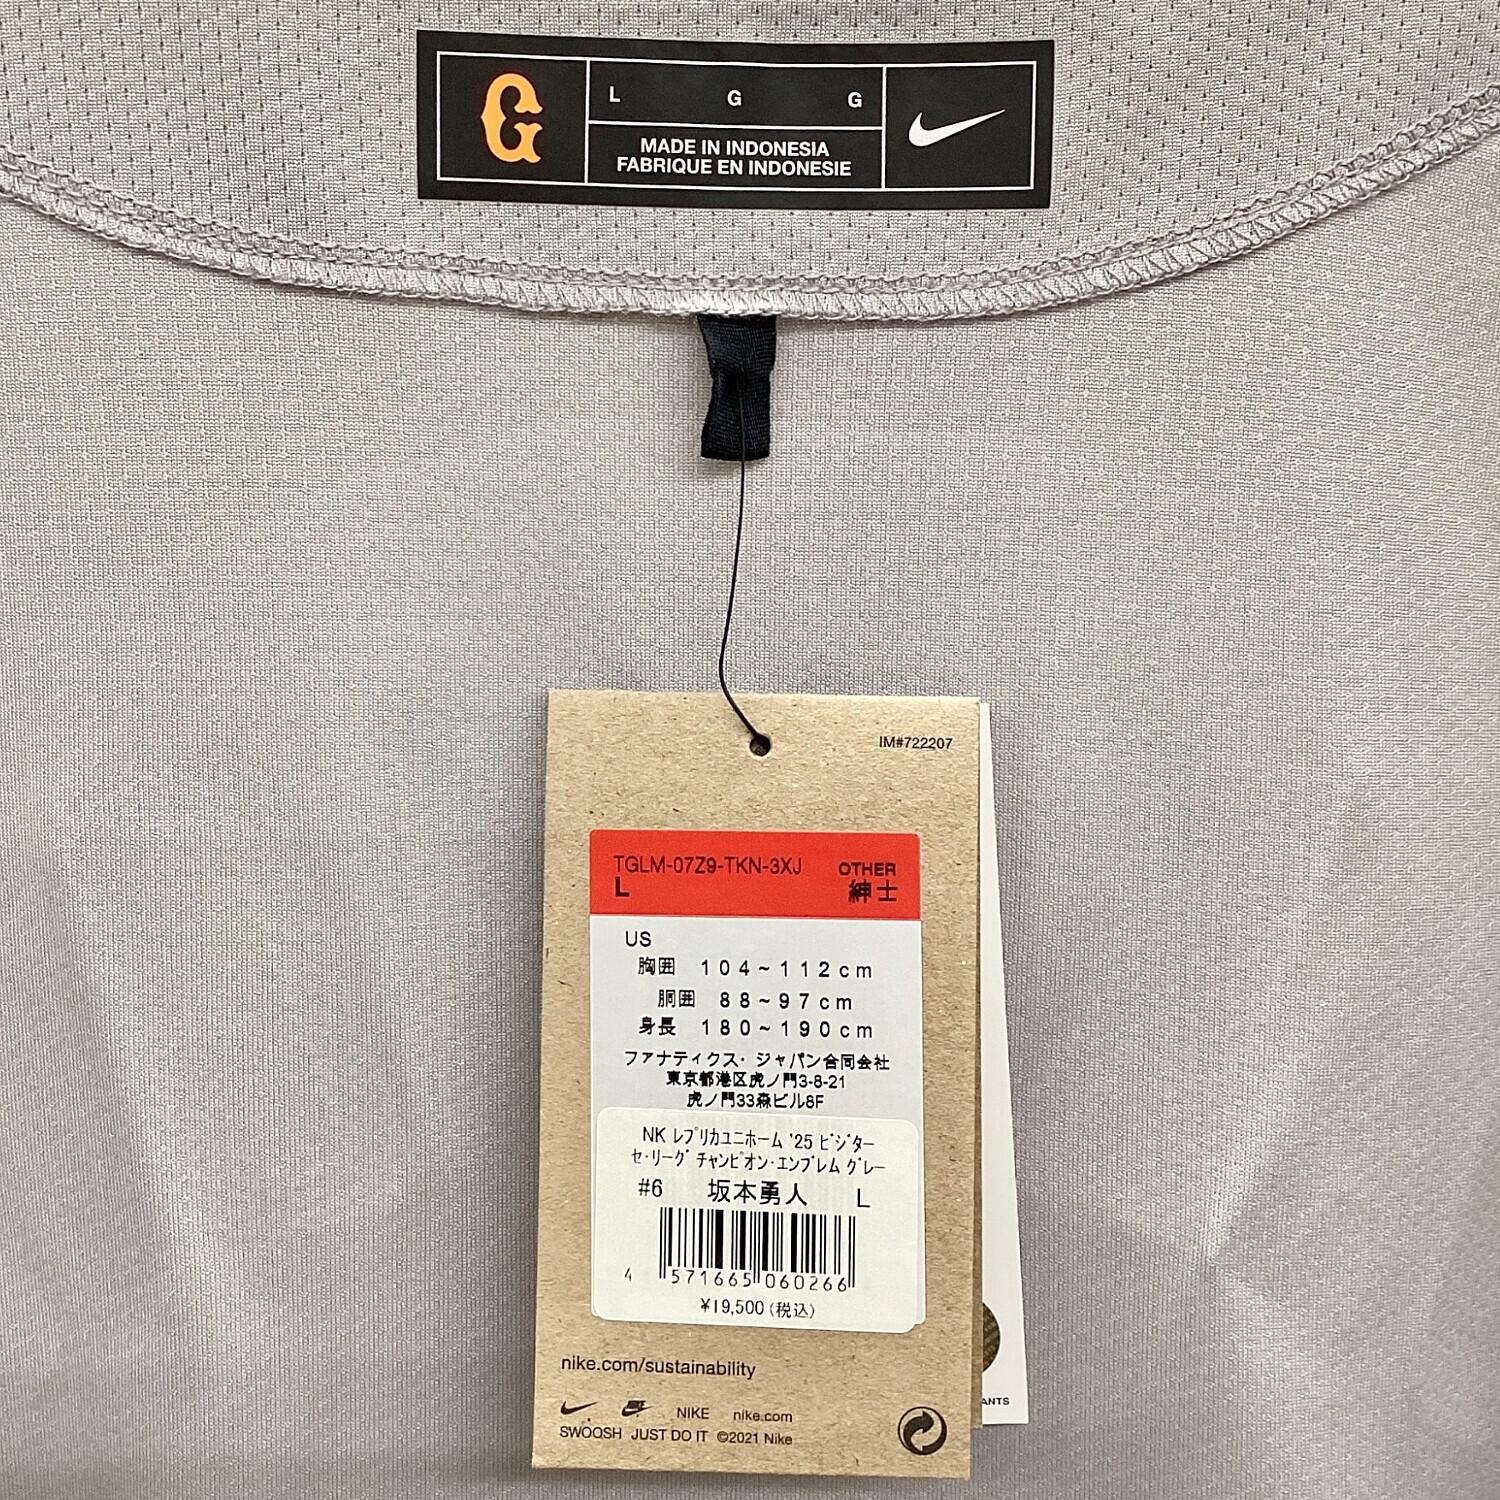 G
L G G
MADE IN INDONESIA
FABRIQUE EN INDONESIE
IM#722207
TGLM-07Z9-TKN-3XJ OTHER
L 紳士
US
胸囲 104~112cm
胴囲 88~97cm
身長 180~190cm
ファナティクス・ジャパン合同会社
東京都港区虎ノ門3-8-21
虎ノ門33森ビル8F
NK ﾚﾌﾟﾘｶﾕﾆﾎｰﾑ '25 ﾋﾞｼﾞﾀｰ
ｾ･ﾘｰｸﾞ ﾁｬﾝﾋﾟｵﾝ･ｴﾝﾌﾞﾚﾑ ｸﾞﾚｰ
#6 坂本勇人 L
4 571665 060266
¥19,500(税込)
nike.com/sustainability
NIKE nike.com
SWOOSH JUST DO IT ©2021 Nike
ANTS